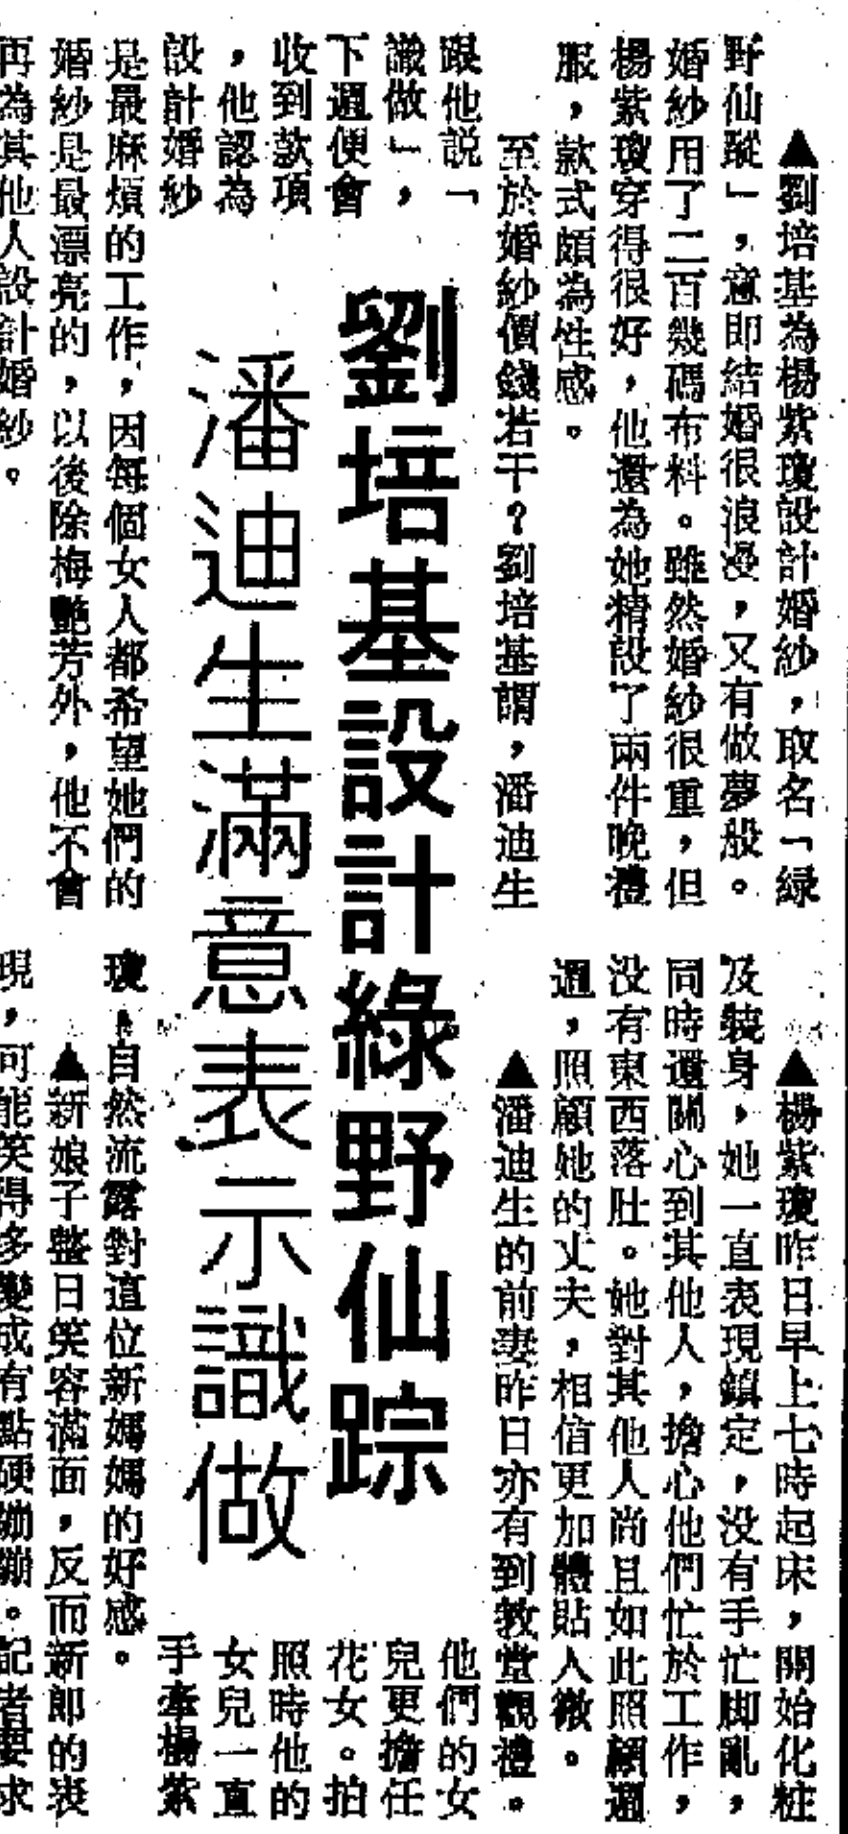 劉培基設計綠野仙踪
潘迪生滿意表示識做
▲劉培基為楊紫瓊設計婚紗，取名「緑
野仙蹤」，意即結婚很浪漫，又有做夢般。
婚紗用了二百幾碼布料。雖然婚紗很重，但
楊紫瓊穿得很好，他還為她精設了兩件晚禮
服，款式頗為性感。
至於婚紗價錢若干？劉培基謂，潘迪生
跟他説「
識做」，
下週便會
收到款項
，他認為
設計婚紗
是最麻煩的工作，因每個女人都希望她們的
婚紗是最漂亮的，以後除梅艷芳外，他不會
再為其他人設計婚紗。
▲楊紫瓊昨日早上七時起床，開始化粧
及裝身，她一直表現鎮定，没有手忙脚亂，
同時還關心到其他人，擔心他們忙於工作，
没有東西落肚。她對其他人尚且如此照顧週
週，照顧她的丈夫，相信更加體貼入微。
▲潘迪生的前妻昨日亦有到教堂觀禮。
他們的女
兒更擔任
花女。拍
照時他的
女兒一直
手牽楊紫
瓊，自然流露對這位新媽媽的好感。
▲新娘子整日笑容滿面，反而新郎的表
現，可能笑得多變成有點硬繃繃。記者要求